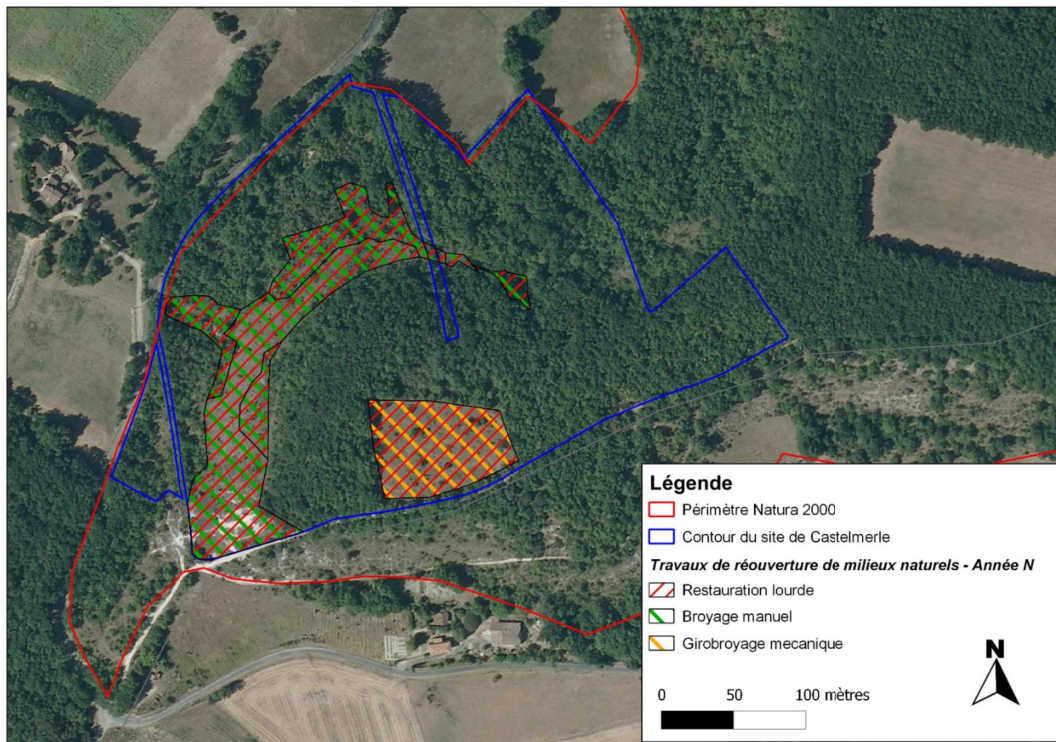 Légende
Périmètre Natura 2000
Contour du site de Castelmerle
Travaux de réouverture de milieux naturels - Année N
Restauration lourde
Broyage manuel
Girobroyage mecanique
N
0 50 100 mètres